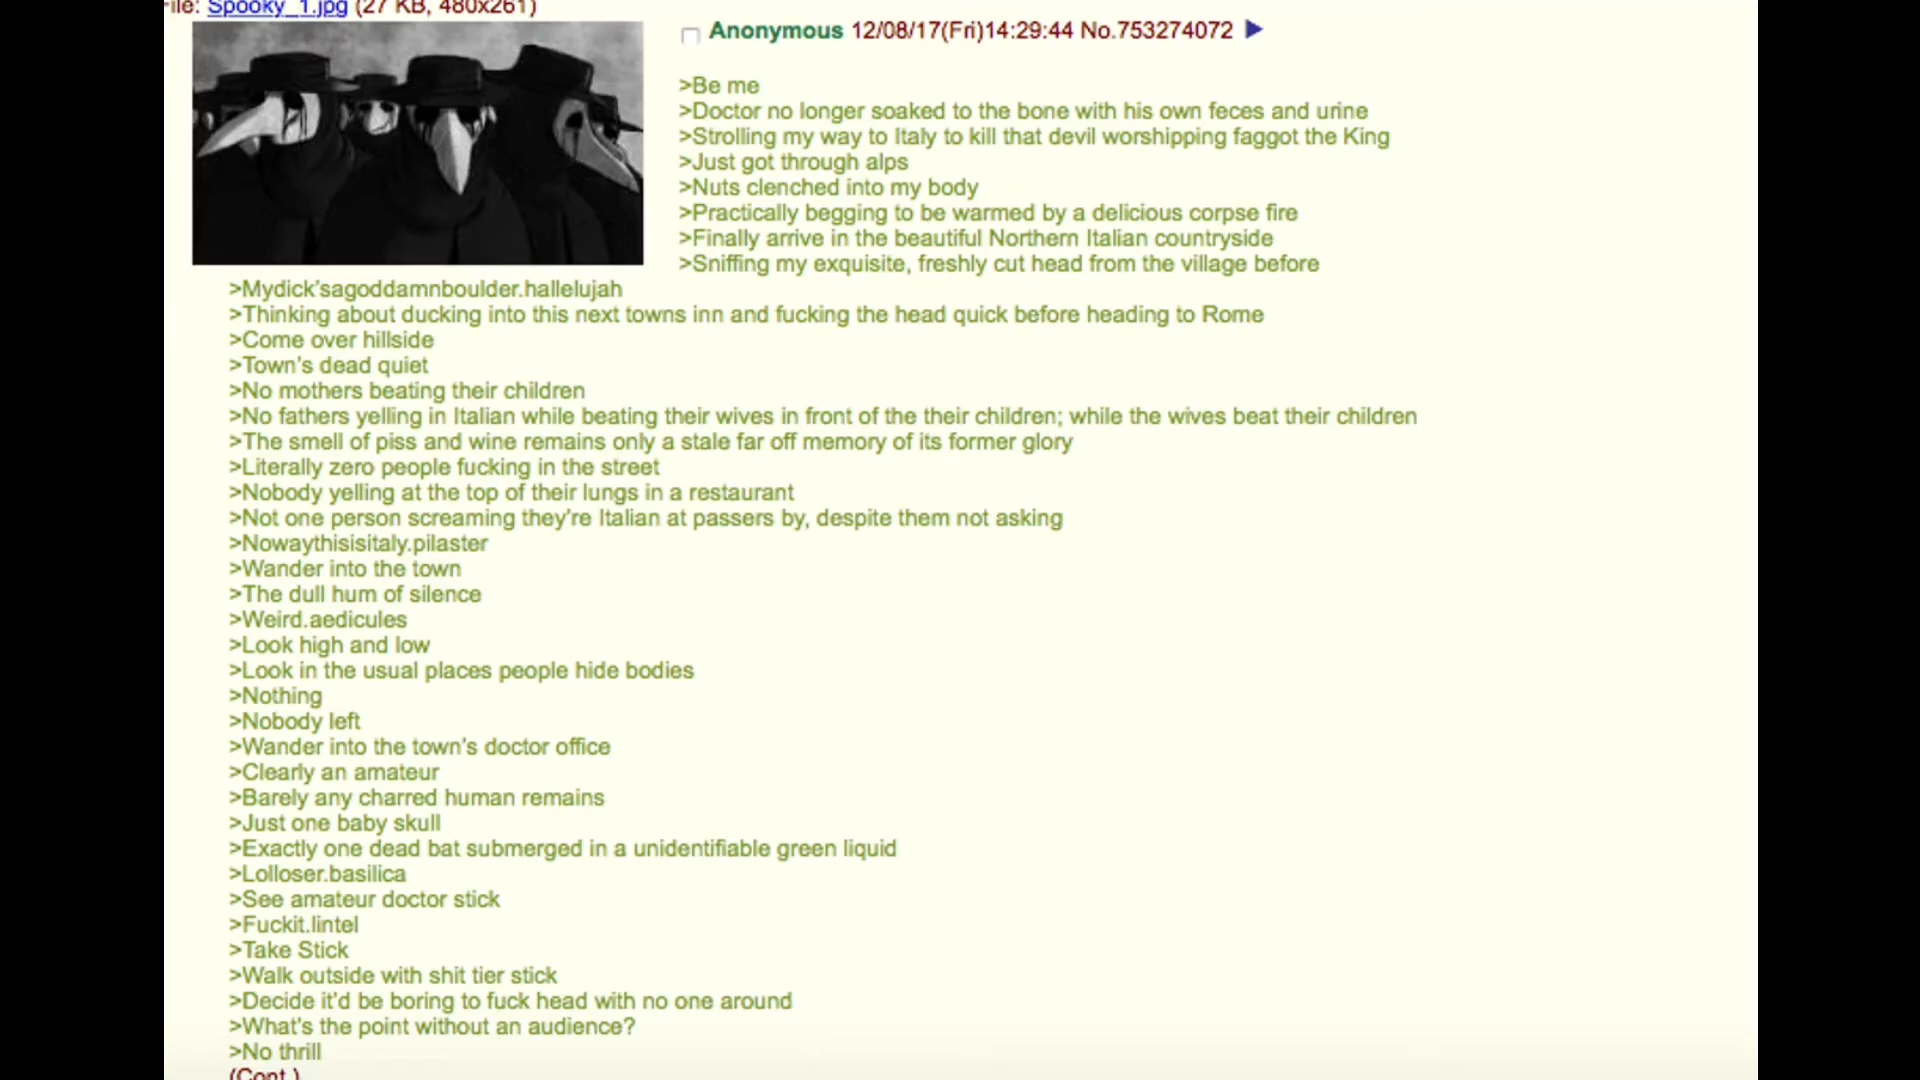 File: Spooky_1.jpg (27 KB, 480x261)
Anonymous 12/08/17(Fri)14:29:44 No.753274072
>Be me
>Doctor no longer soaked to the bone with his own feces and urine
>Strolling my way to Italy to kill that devil worshipping faggot the King
>Just got through alps
>Nuts clenched into my body
>Practically begging to be warmed by a delicious corpse fire
>Finally arrive in the beautiful Northern Italian countryside
>Sniffing my exquisite, freshly cut head from the village before
>Mydick'sagoddamnboulder.hallelujah
>Thinking about ducking into this next towns inn and fucking the head quick before heading to Rome
>Come over hillside
>Town's dead quiet
>No mothers beating their children
>No fathers yelling in Italian while beating their wives in front of the their children; while the wives beat their children
>The smell of piss and wine remains only a stale far off memory of its former glory
>Literally zero people fucking in the street
>Nobody yelling at the top of their lungs in a restaurant
>Not one person screaming they're Italian at passers by, despite them not asking
>Nowaythisisitaly.pilaster
>Wander into the town
>The dull hum of silence
>Weird.aedicules
>Look high and low
>Look in the usual places people hide bodies
>Nothing
>Nobody left
>Wander into the town's doctor office
>Clearly an amateur
>Barely any charred human remains
>Just one baby skull
>Exactly one dead bat submerged in a unidentifiable green liquid
>Lolloser.basilica
>See amateur doctor stick
>Fuckit.lintel
>Take Stick
>Walk outside with shit tier stick
>Decide it'd be boring to fuck head with no one around
>What's the point without an audience?
>No thrill
(Cont.)